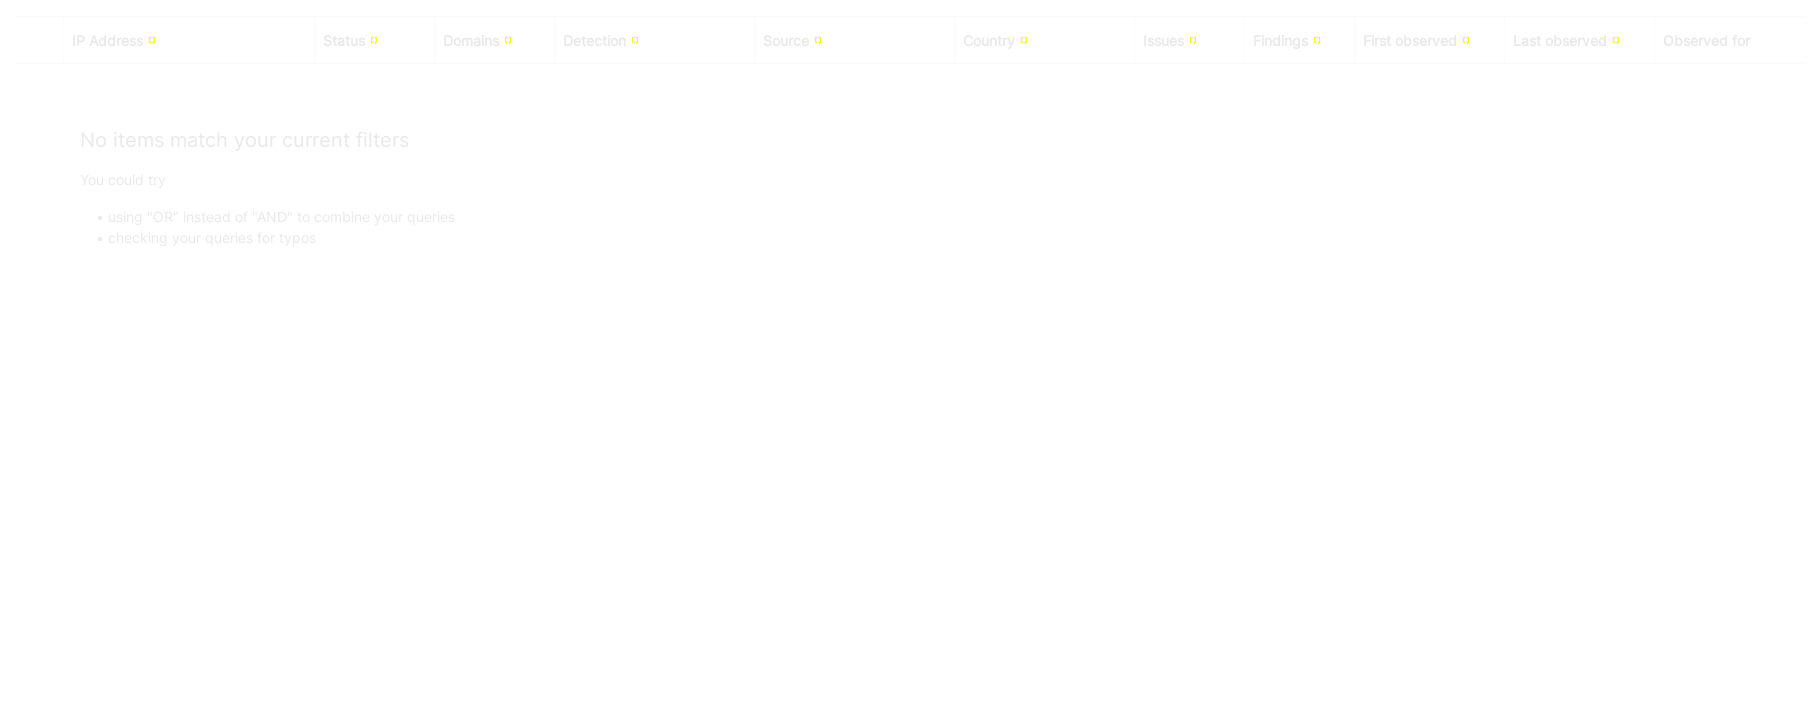 IP Address Status Domains Detection Source Country Issues Findings First observed Last observed Observed for
No items match your current filters
You could try
• using "OR" instead of "AND" to combine your queries
• checking your queries for typos